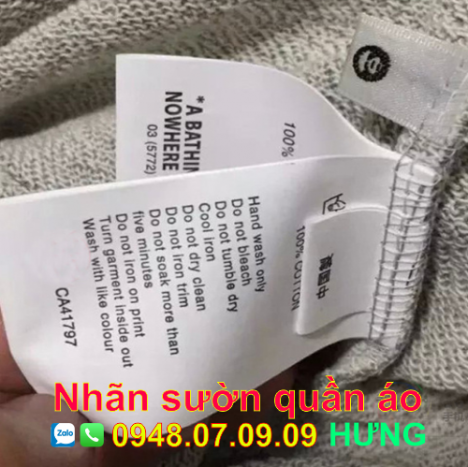 *A BATHIN
NOWHERE
03 (5772)
100%
Hand wash only
Do not bleach
Do not tumble dry
Cool iron
Do not dry clean
Do not iron trim
Do not soak more than
five minutes
Do not iron on print
Turn garment inside out
Wash with like colour
CA41797
100% COTTON
Nhãn sườn quần áo
Zalo 0948.07.09.09 HƯNG